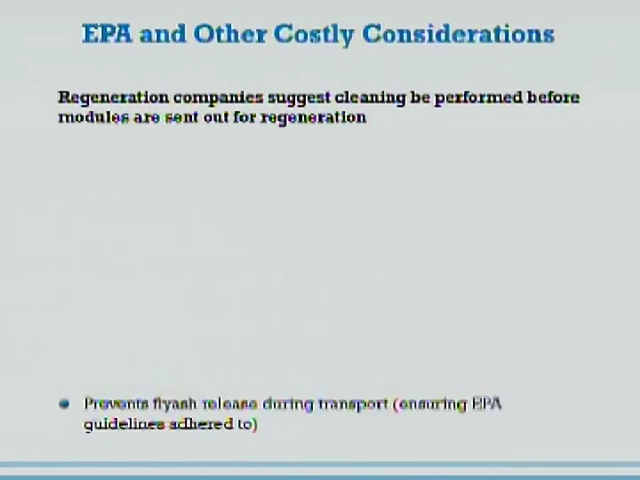 EPA and Other Costly Considerations
Regeneration companies suggest cleaning be performed before
modules are sent out for regeneration
Prevents flyash release during transport (ensuring EPA
guidelines adhered to)